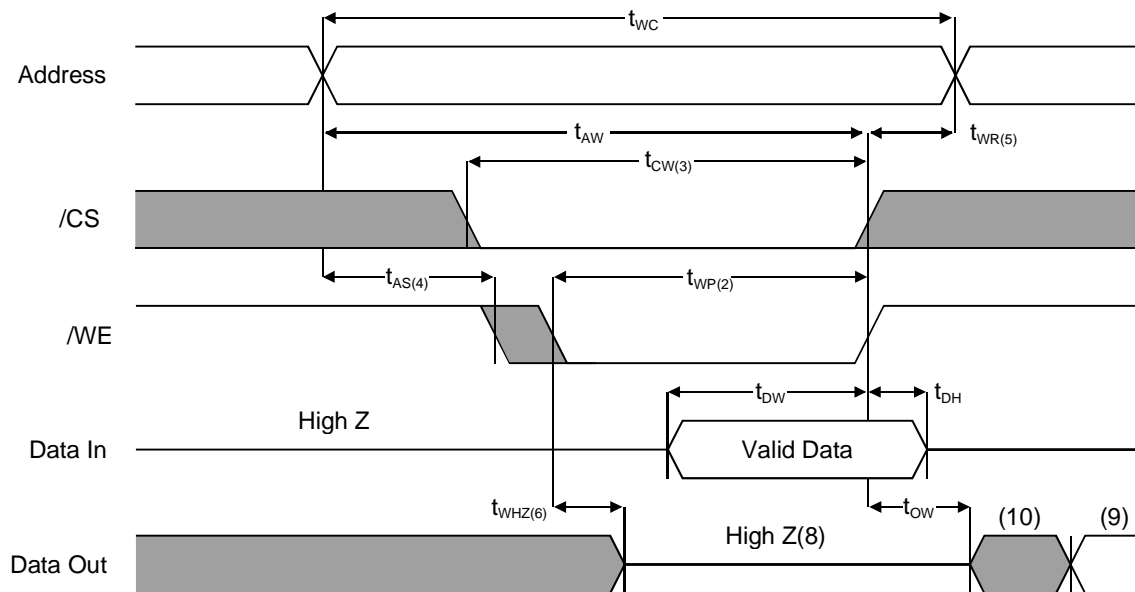 tWC
Address
tAW
tWR(5)
tCW(3)
/CS
tAS(4)
tWP(2)
/WE
tDW
tDH
High Z
Data In
Valid Data
tWHZ(6)
tOW
(10)
(9)
High Z(8)
Data Out